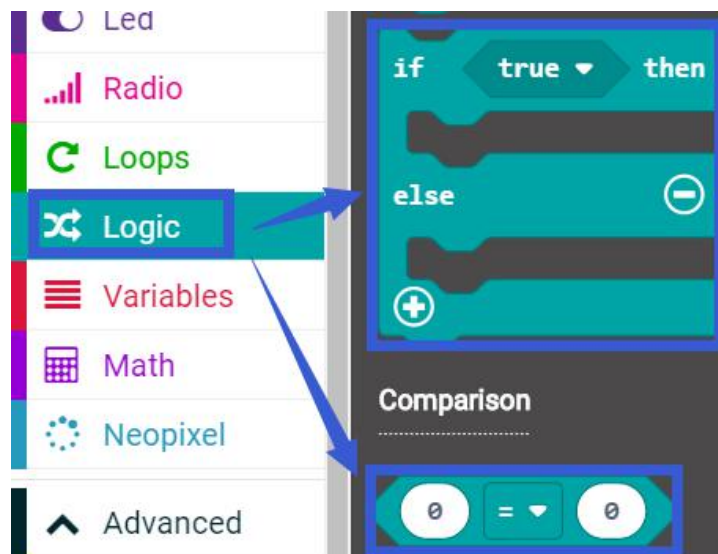 Led
Radio
Loops
Logic
Variables
Math
Neopixel
Advanced
if true then
else
Comparison
0 = 0